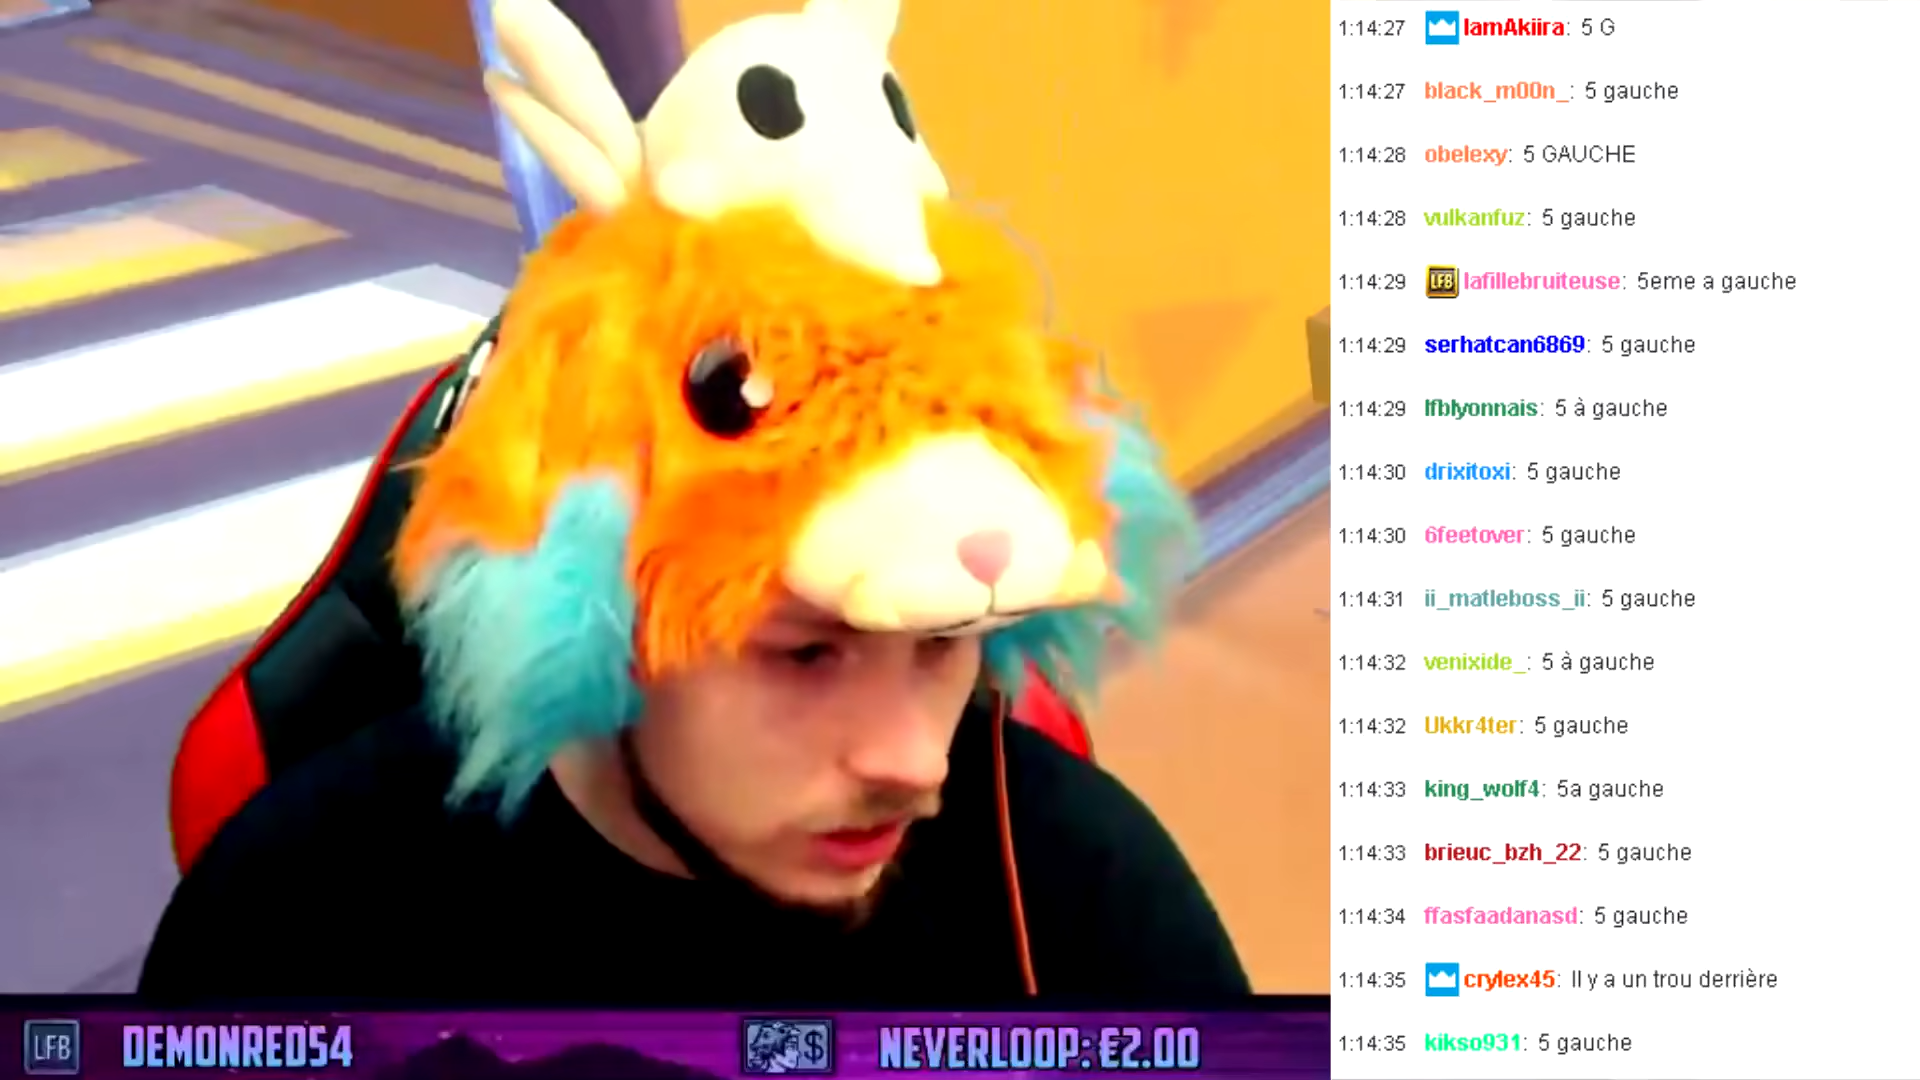 1:14:27 IamAkiira: 5 G
1:14:27 black_m00n_: 5 gauche
1:14:28 obelexy: 5 GAUCHE
1:14:28 vulkanfuz: 5 gauche
1:14:29 LFB lafillebruiteuse: 5eme a gauche
1:14:29 serhatcan6869: 5 gauche
1:14:29 lfblyonnais: 5 à gauche
1:14:30 drixitoxi: 5 gauche
1:14:30 6feetover: 5 gauche
1:14:31 ii_matleboss_ii: 5 gauche
1:14:32 venixide_: 5 à gauche
1:14:32 Ukkr4ter: 5 gauche
1:14:33 king_wolf4: 5a gauche
1:14:33 brieuc_bzh_22: 5 gauche
1:14:34 ffasfaadanasd: 5 gauche
1:14:35 crylex45: Il y a un trou derrière
1:14:35 kikso931: 5 gauche
LFB DEMONRED54 $ NEVERLOOP: €2.00